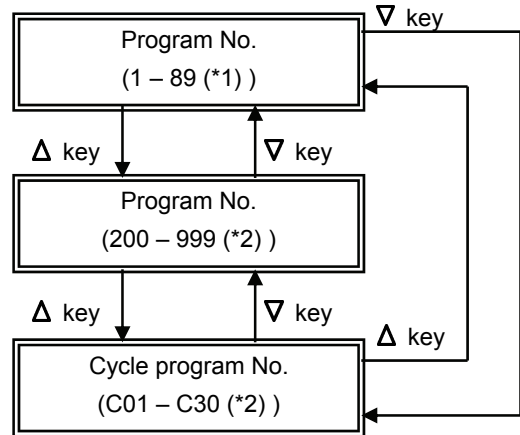 Program No.
(1 – 89 (*1) )
∇ key
Δ key
∇ key
Program No.
(200 – 999 (*2) )
Δ key
∇ key
Δ key
Cycle program No.
(C01 – C30 (*2) )